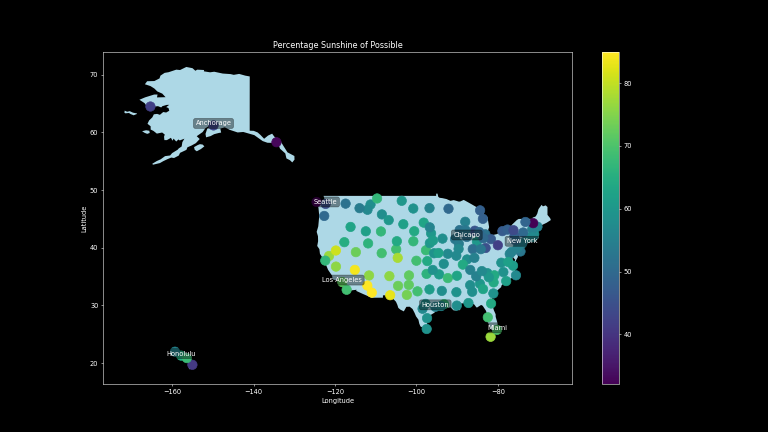 Percentage Sunshine of Possible
70
60
50
40
30
20
Latitude
−160
−140
−120
−100
−80
Longitude
Anchorage
Seattle
Chicago
New York
Los Angeles
Houston
Miami
Honolulu
80
70
60
50
40